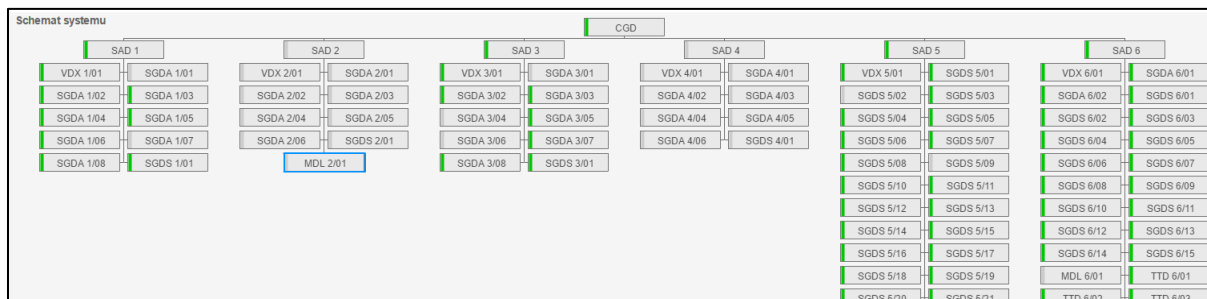 Schemat systemu
CGD
SAD 1 SAD 2 SAD 3 SAD 4 SAD 5 SAD 6
VDX 1/01 SGDA 1/01 VDX 2/01 SGDA 2/01 VDX 3/01 SGDA 3/01 VDX 4/01 SGDA 4/01 VDX 5/01 SGDS 5/01 VDX 6/01 SGDA 6/01
SGDA 1/02 SGDA 1/03 SGDA 2/02 SGDA 2/03 SGDA 3/02 SGDA 3/03 SGDA 4/02 SGDA 4/03 SGDS 5/02 SGDS 5/03 SGDA 6/02 SGDS 6/01
SGDA 1/04 SGDA 1/05 SGDA 2/04 SGDA 2/05 SGDA 3/04 SGDA 3/05 SGDA 4/04 SGDA 4/05 SGDS 5/04 SGDS 5/05 SGDS 6/02 SGDS 6/03
SGDA 1/06 SGDA 1/07 SGDA 2/06 SGDS 2/01 SGDA 3/06 SGDA 3/07 SGDA 4/06 SGDS 4/01 SGDS 5/06 SGDS 5/07 SGDS 6/04 SGDS 6/05
SGDA 1/08 SGDS 1/01 MDL 2/01 SGDA 3/08 SGDS 3/01 SGDS 5/08 SGDS 5/09 SGDS 6/06 SGDS 6/07
SGDS 5/10 SGDS 5/11 SGDS 6/08 SGDS 6/09
SGDS 5/12 SGDS 5/13 SGDS 6/10 SGDS 6/11
SGDS 5/14 SGDS 5/15 SGDS 6/12 SGDS 6/13
SGDS 5/16 SGDS 5/17 SGDS 6/14 SGDS 6/15
SGDS 5/18 SGDS 5/19 MDL 6/01 TTD 6/01
SGDS 5/20 SGDS 5/21 TTD 6/02 TTD 6/03